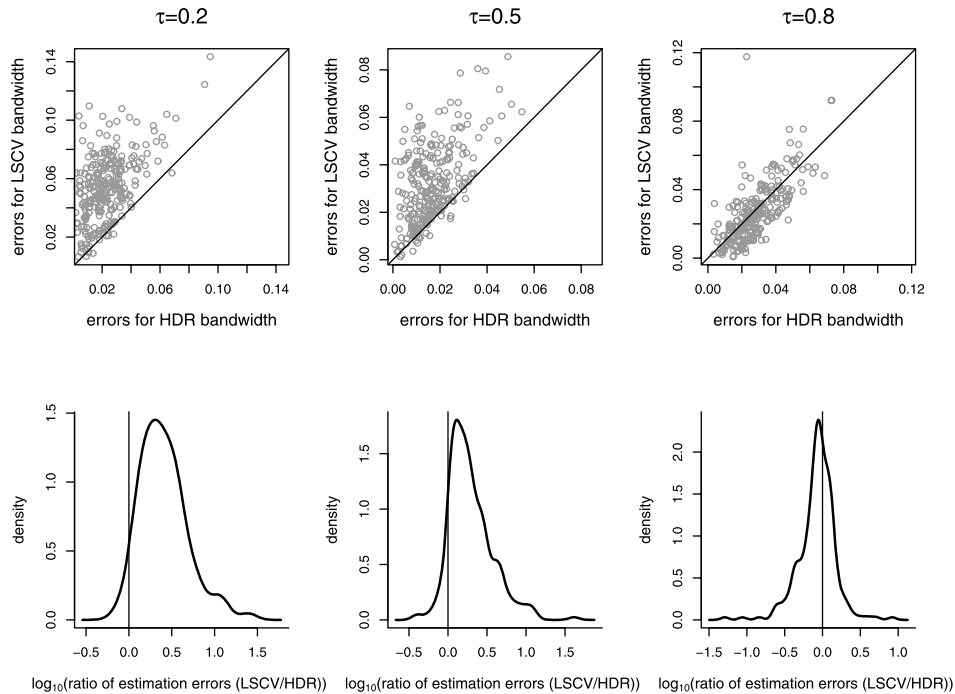 τ=0.2 τ=0.5 τ=0.8
errors for LSCV bandwidth
0.02 0.06 0.10 0.14
0.02 0.06 0.10 0.14
errors for HDR bandwidth
errors for LSCV bandwidth
0.00 0.02 0.04 0.06 0.08
0.00 0.02 0.04 0.06 0.08
errors for HDR bandwidth
errors for LSCV bandwidth
0.00 0.04 0.08 0.12
0.00 0.04 0.08 0.12
errors for HDR bandwidth
density
0.0 0.5 1.0 1.5
−0.5 0.0 0.5 1.0 1.5
log₁₀(ratio of estimation errors (LSCV/HDR))
density
0.0 0.5 1.0 1.5
−0.5 0.0 0.5 1.0 1.5
log₁₀(ratio of estimation errors (LSCV/HDR))
density
0.0 0.5 1.0 1.5 2.0
−1.5 −1.0 −0.5 0.0 0.5 1.0
log₁₀(ratio of estimation errors (LSCV/HDR))